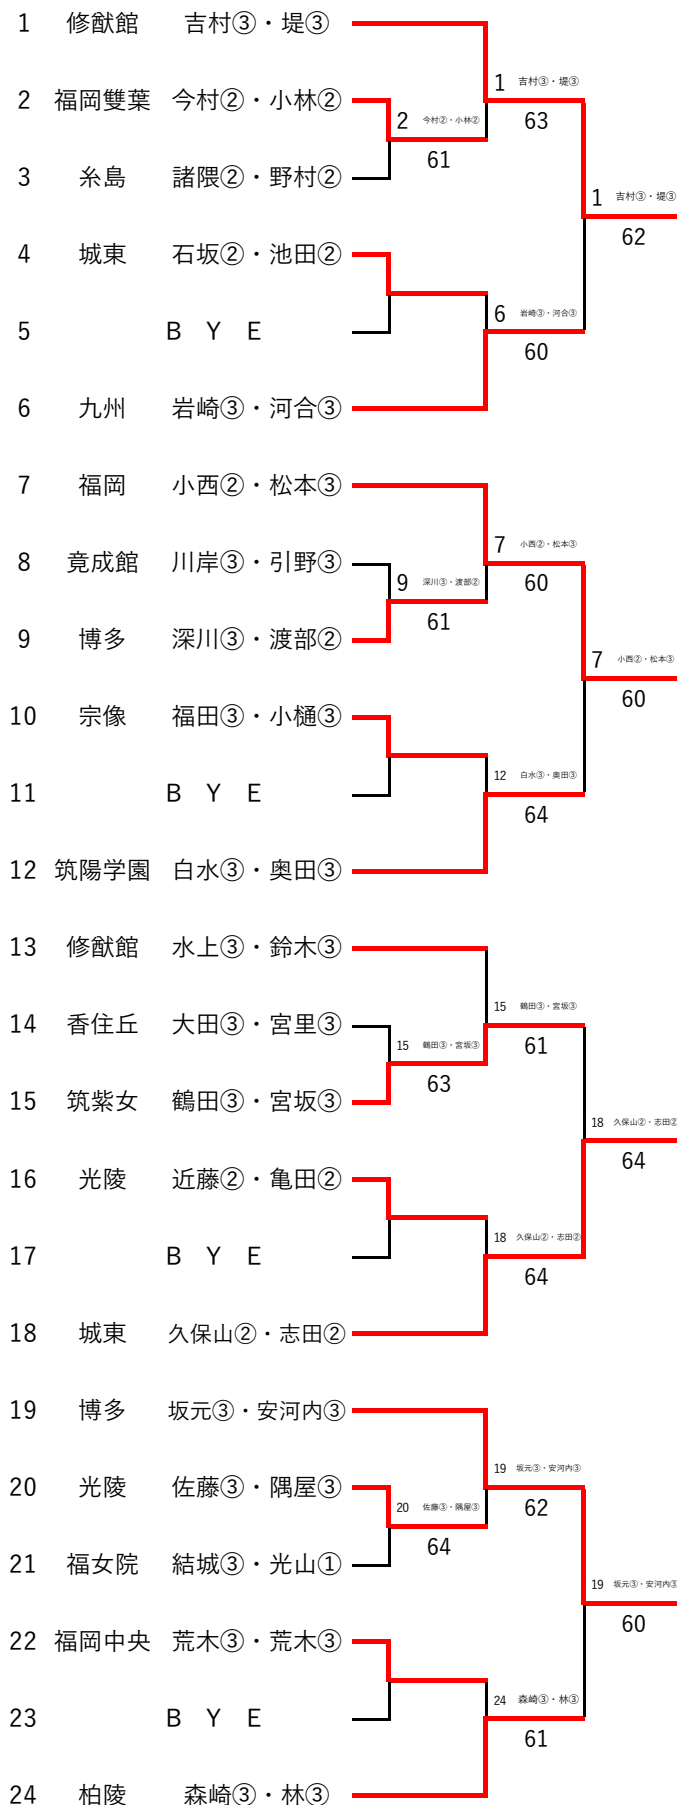 1 修猷館 吉村③・堤③
1 吉村③・堤③
2 福岡雙葉 今村②・小林②
2 今村②・小林②
63
61
3 糸島 諸隈②・野村②
1 吉村③・堤③
62
4 城東 石坂②・池田②
6 岩崎③・河合③
5 BYE
60
6 九州 岩崎③・河合③
7 福岡 小西②・松本③
7 小西②・松本③
8 竟成館 川岸③・引野③
9 深川③・渡部②
60
61
9 博多 深川③・渡部②
7 小西②・松本③
60
10 宗像 福田③・小樋③
12 白水③・奥田③
11 BYE
64
12 筑陽学園 白水③・奥田③
13 修猷館 水上③・鈴木③
15 鶴田③・宮坂③
14 香住丘 大田③・宮里③
15 鶴田③・宮坂③
61
63
15 筑紫女 鶴田③・宮坂③
18 久保山②・志田②
64
16 光陵 近藤②・亀田②
18 久保山②・志田②
17 BYE
64
18 城東 久保山②・志田②
19 博多 坂元③・安河内③
19 坂元③・安河内③
20 光陵 佐藤③・隅屋③
20 佐藤③・隅屋③
62
64
21 福女院 結城③・光山①
19 坂元③・安河内③
60
22 福岡中央 荒木③・荒木③
24 森崎③・林③
23 BYE
61
24 柏陵 森崎③・林③